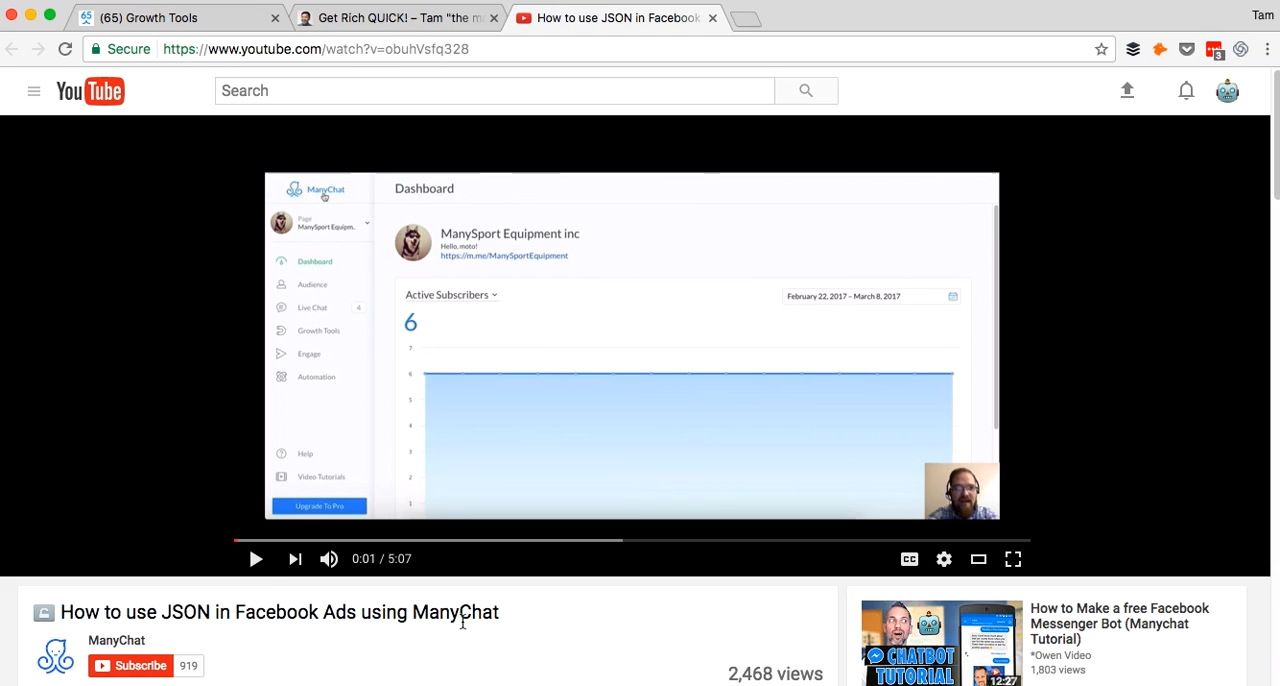 (65) Growth Tools
Get Rich QUICK! – Tam "the m
How to use JSON in Facebook
Tam
Secure
https://www.youtube.com/watch?v=obuhVsfq328
3
YouTube
Search
ManyChat
Dashboard
Page
ManySport Equipm.
ManySport Equipment inc
Hello, moto!
https://m.me/ManySportEquipment
Dashboard
Audience
Live Chat 4
Growth Tools
Engage
Automation
Help
Video Tutorials
Upgrade To Pro
Active Subscribers
February 22, 2017 – March 8, 2017
6
7
6
5
4
3
2
1
0:01 / 5:07
CC
How to use JSON in Facebook Ads using ManyChat
ManyChat
Subscribe 919
2,468 views
CHATBOT
TUTORIAL
12:27
How to Make a free Facebook
Messenger Bot (Manychat
Tutorial)
*Owen Video
1,803 views